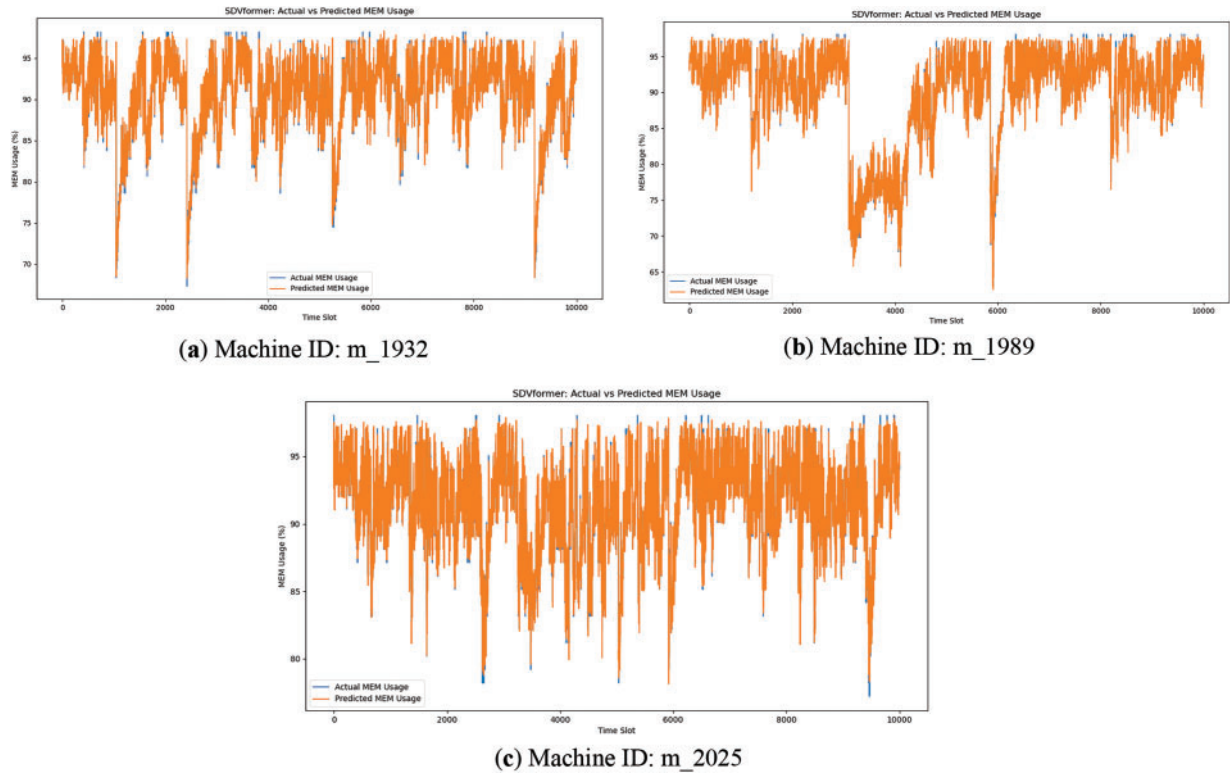 SDVformer: Actual vs Predicted MEM Usage
MEM Usage (%)
95
90
85
80
75
70
Actual MEM Usage
Predicted MEM Usage
0 2000 4000 6000 8000 10000
Time Slot
(a) Machine ID: m_1932
SDVformer: Actual vs Predicted MEM Usage
MEM Usage (%)
95
90
85
80
75
70
65
Actual MEM Usage
Predicted MEM Usage
0 2000 4000 6000 8000 10000
Time Slot
(b) Machine ID: m_1989
SDVformer: Actual vs Predicted MEM Usage
MEM Usage (%)
95
90
85
80
Actual MEM Usage
Predicted MEM Usage
0 2000 4000 6000 8000 10000
Time Slot
(c) Machine ID: m_2025